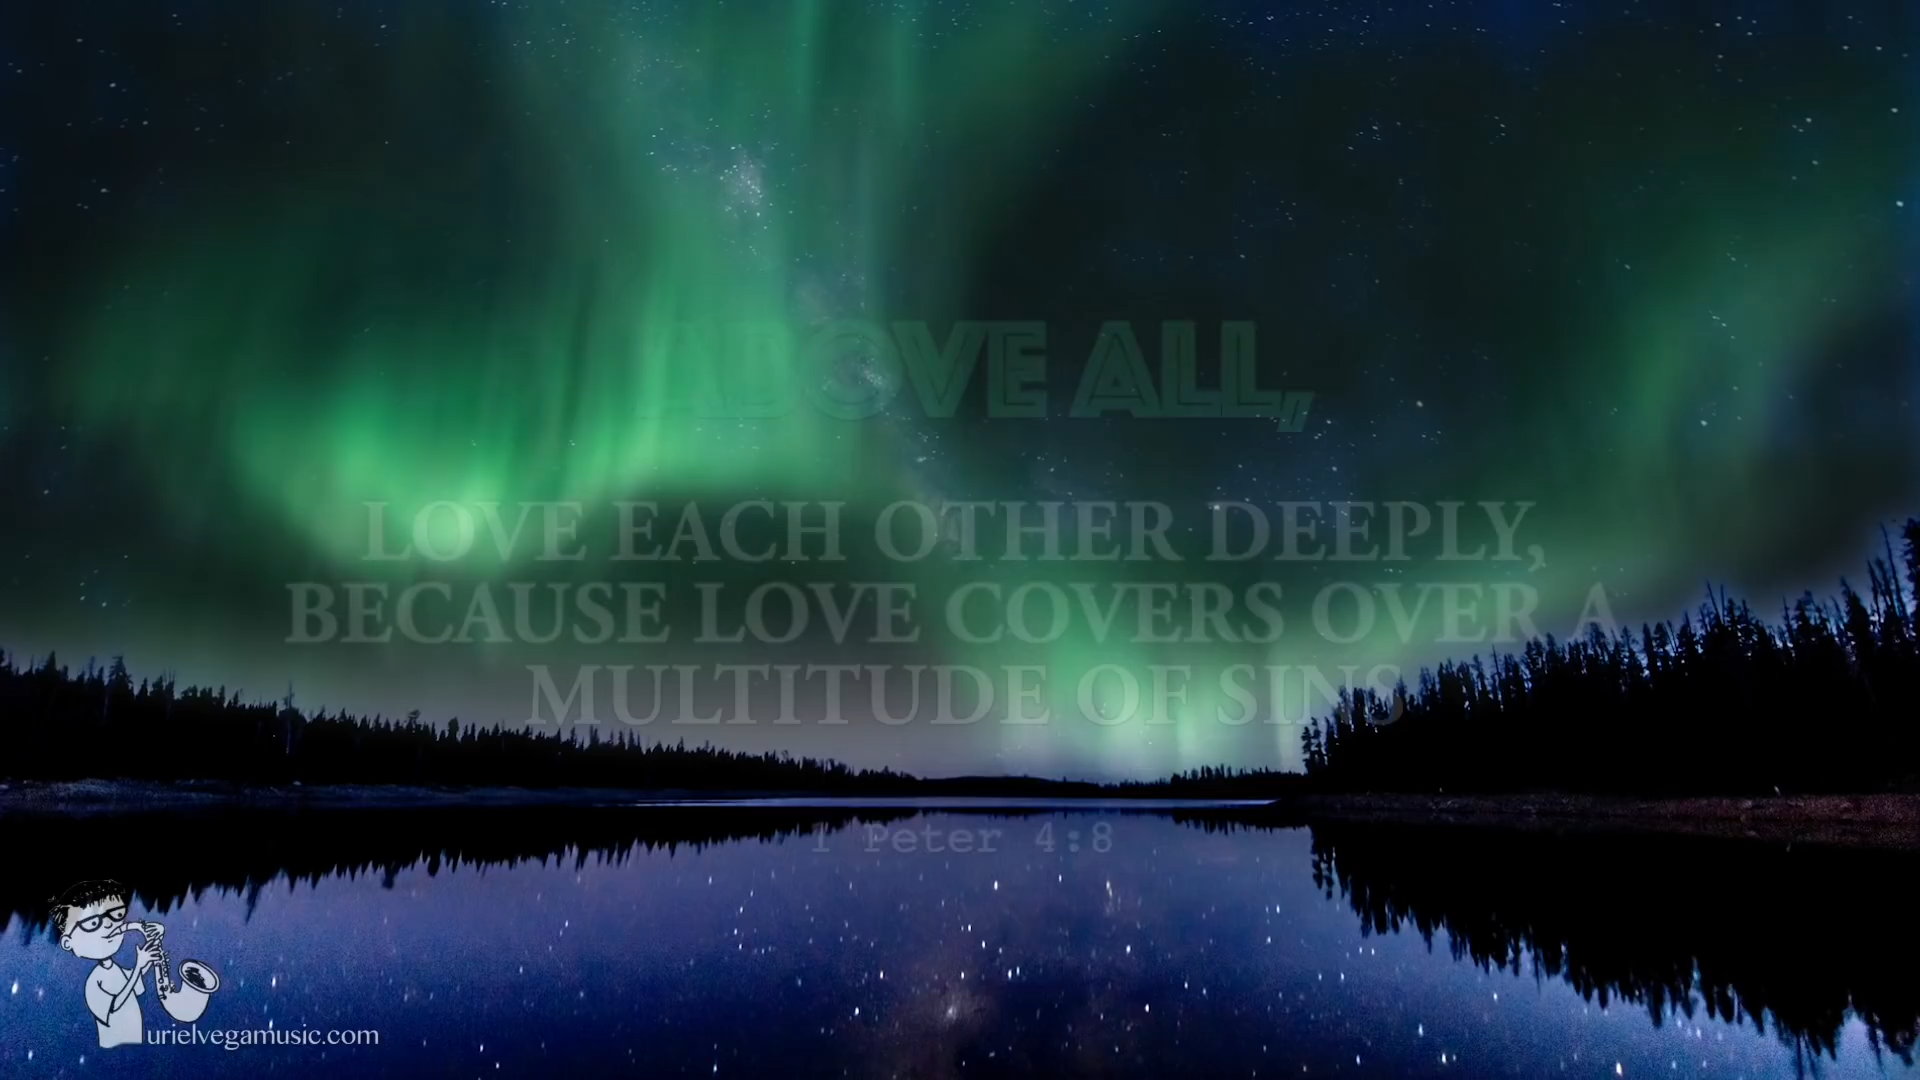 ABOVE ALL,
LOVE EACH OTHER DEEPLY,
BECAUSE LOVE COVERS OVER A
MULTITUDE OF SINS
1 Peter 4:8
urielvegamusic.com